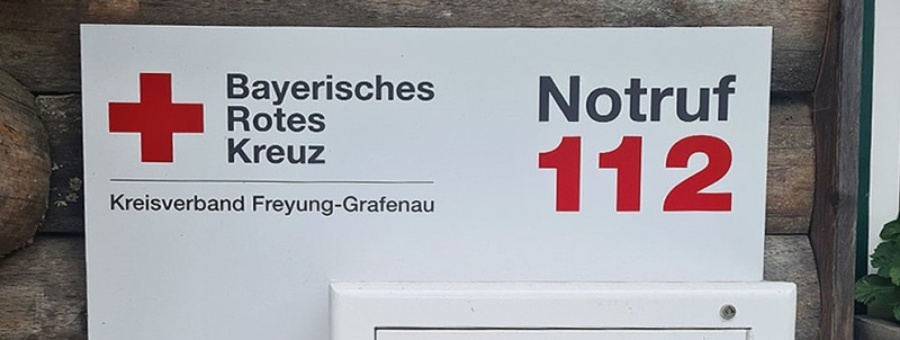 Bayerisches
Rotes
Kreuz
Kreisverband Freyung-Grafenau
Notruf
112